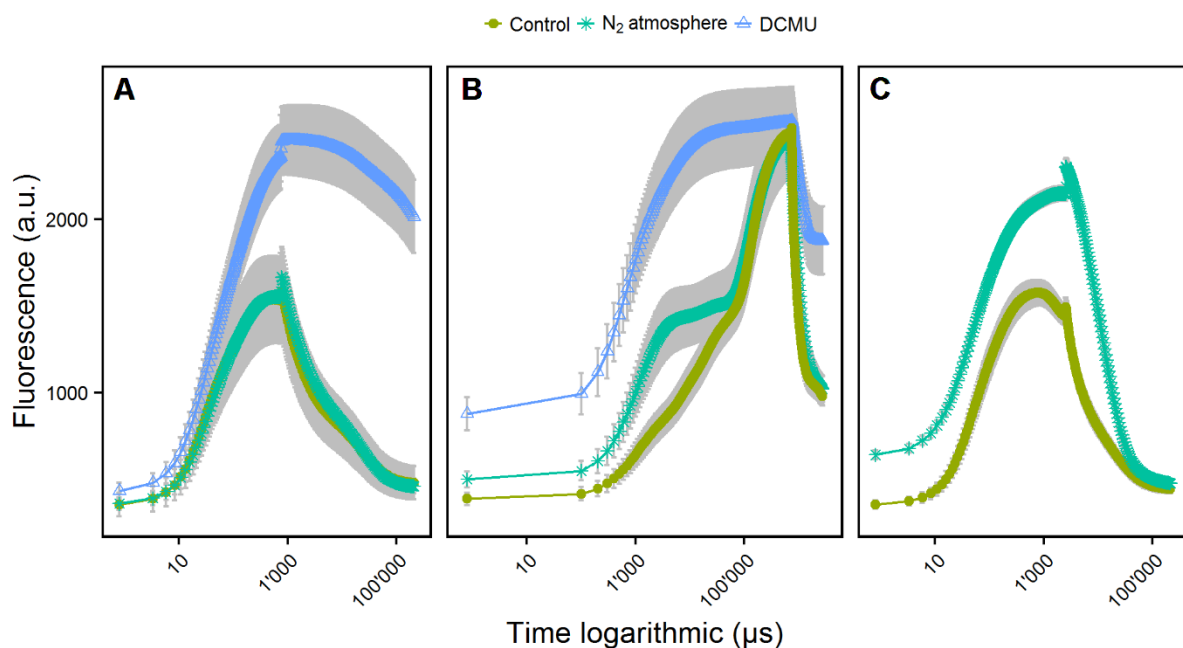 Control N₂ atmosphere DCMU
A B C
Fluorescence (a.u.)
2000
1000
10 1'000 100'000 10 1'000 100'000 10 1'000 100'000
Time logarithmic (µs)